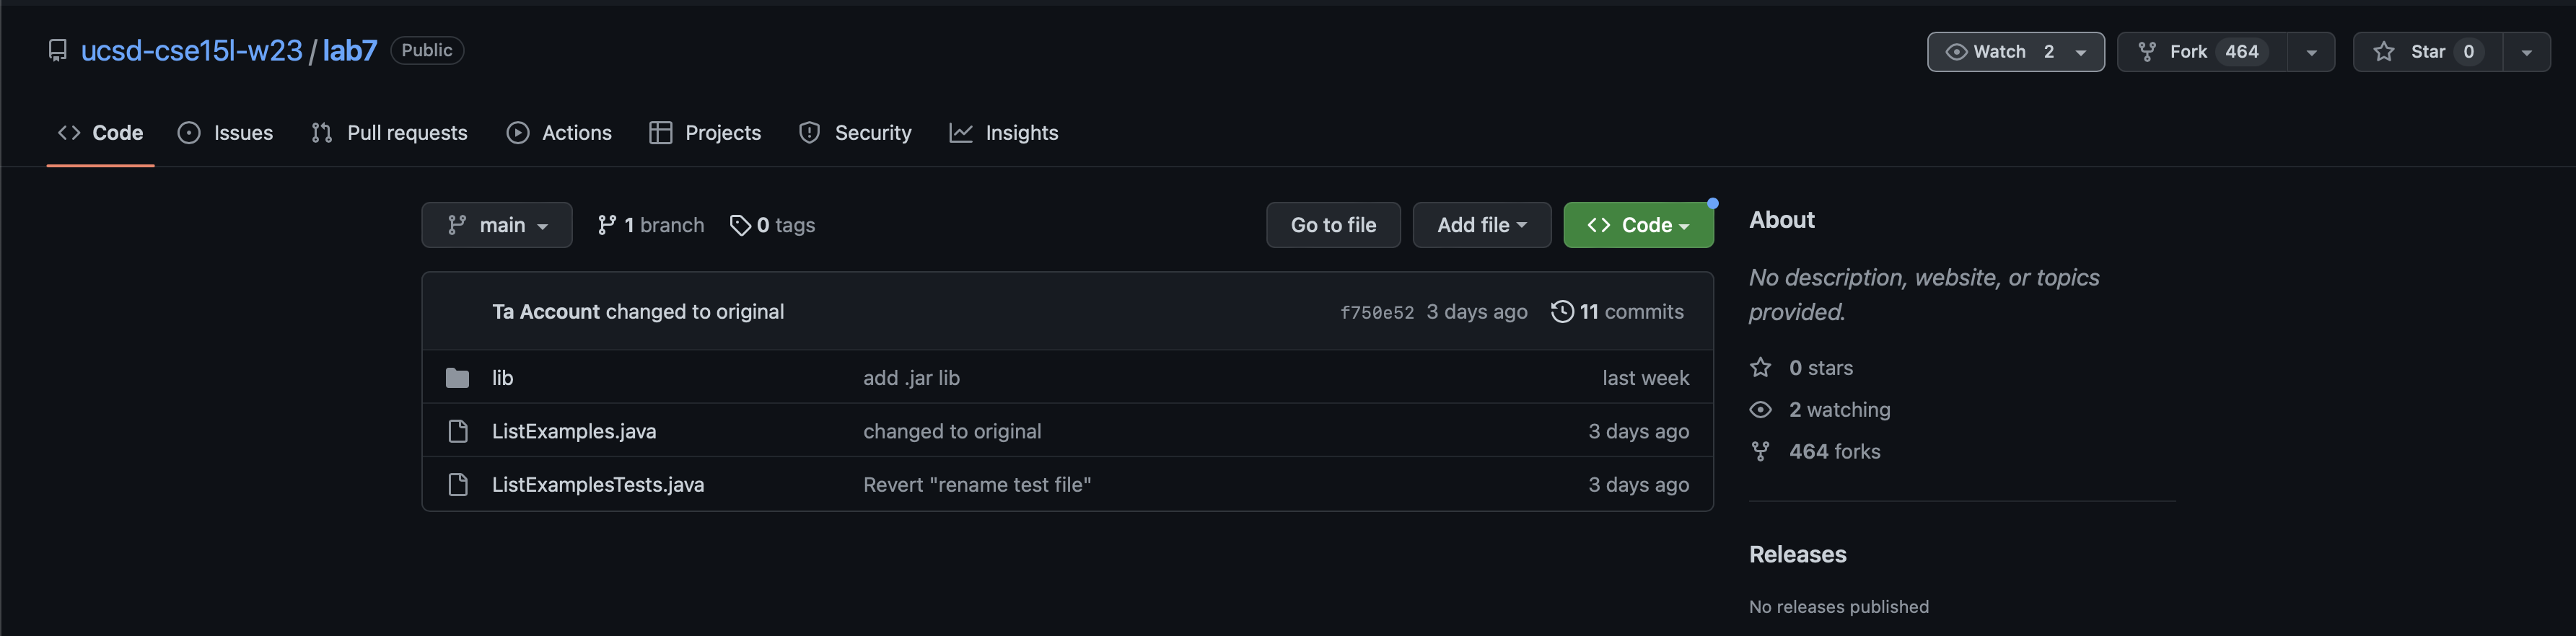 ucsd-cse15l-w23 / lab7 Public
Watch 2 Fork 464 Star 0
Code Issues Pull requests Actions Projects Security Insights
main 1 branch 0 tags Go to file Add file Code
Ta Account changed to original f750e52 3 days ago 11 commits
lib add .jar lib last week
ListExamples.java changed to original 3 days ago
ListExamplesTests.java Revert "rename test file" 3 days ago
About
No description, website, or topics
provided.
0 stars
2 watching
464 forks
Releases
No releases published